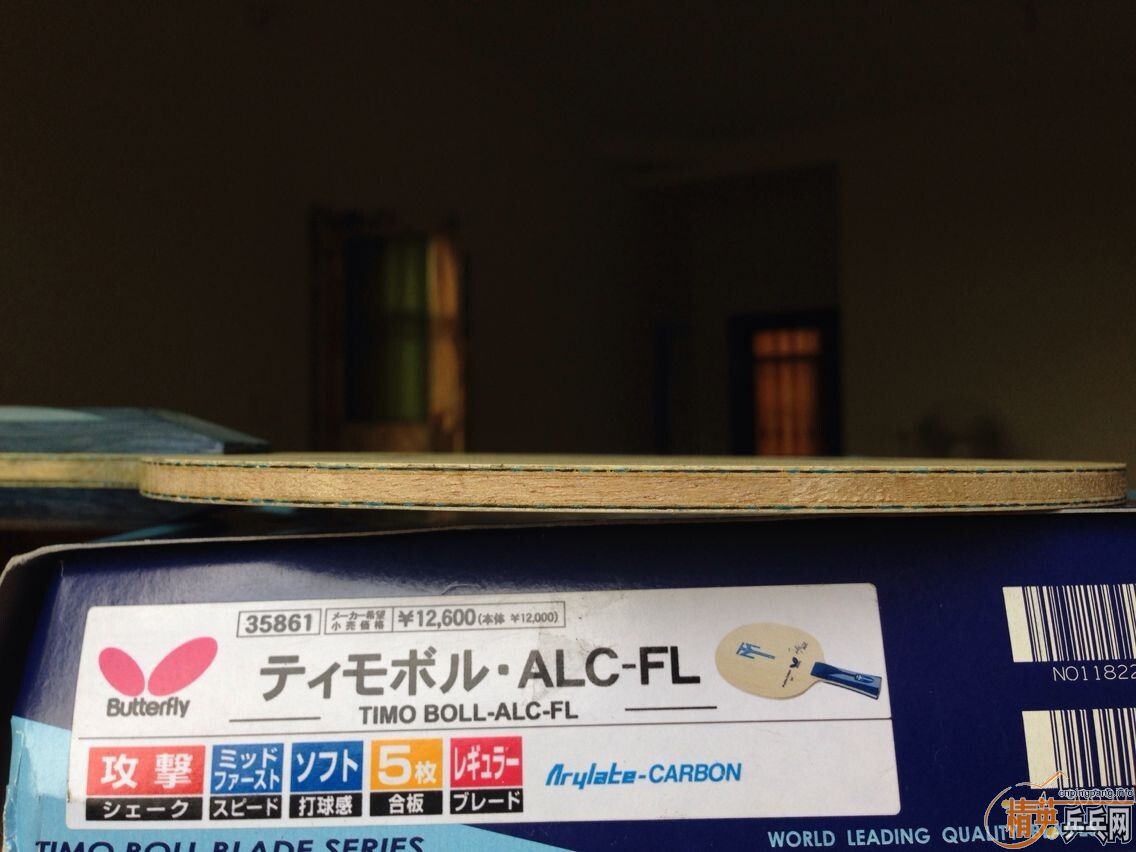 35861 メーカー希望小売価格 ¥12,600(本体 ¥12,000)
Butterfly
ティモボル・ALC-FL
TIMO BOLL-ALC-FL
攻撃 シェーク
ミッドファースト スピード
ソフト 打球感
5枚 合板
レギュラー ブレード
Arylate-CARBON
NO11822
TIMO BOLL BLADE SERIES
WORLD LEADING QUALITY
精英乒乓网